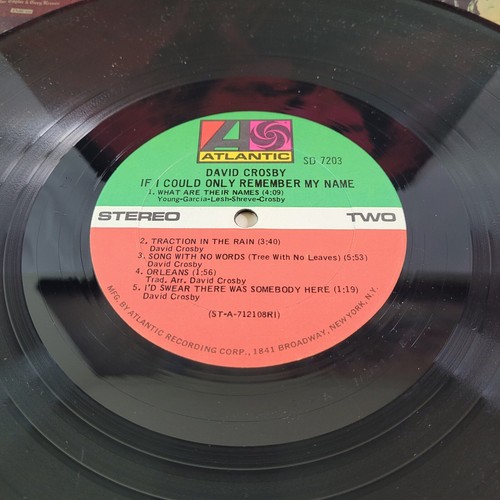 ATLANTIC
SD 7203
DAVID CROSBY
IF I COULD ONLY REMEMBER MY NAME
1. WHAT ARE THEIR NAMES (4:09)
Young-Garcia-Lesh-Shreve-Crosby
STEREO TWO
2. TRACTION IN THE RAIN (3:40)
David Crosby
3. SONG WITH NO WORDS (Tree With No Leaves) (5:53)
David Crosby
4. ORLEANS (1:56)
Trad. Arr. David Crosby
5. I'D SWEAR THERE WAS SOMEBODY HERE (1:19)
David Crosby
(ST-A-712108RI)
MFG. BY ATLANTIC RECORDING CORP., 1841 BROADWAY, NEW YORK, N.Y.